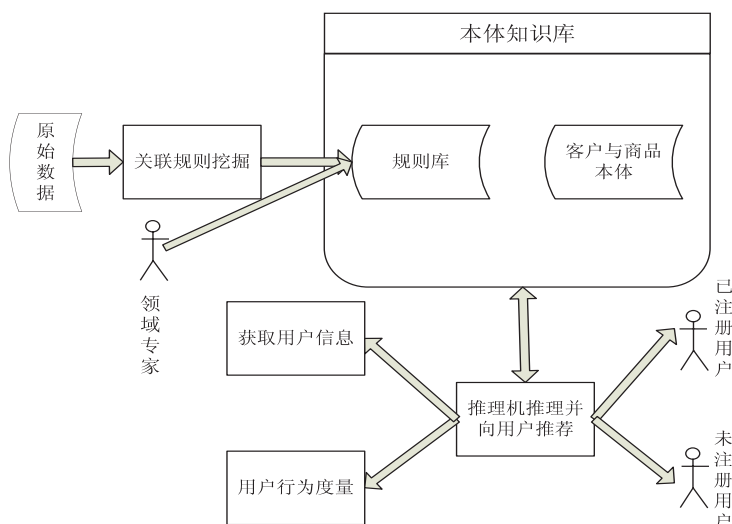 本体知识库
原始数据
关联规则挖掘
规则库
客户与商品
本体
领域专家
获取用户信息
已注册用户
推理机推理并
向用户推荐
用户行为度量
未注册用户